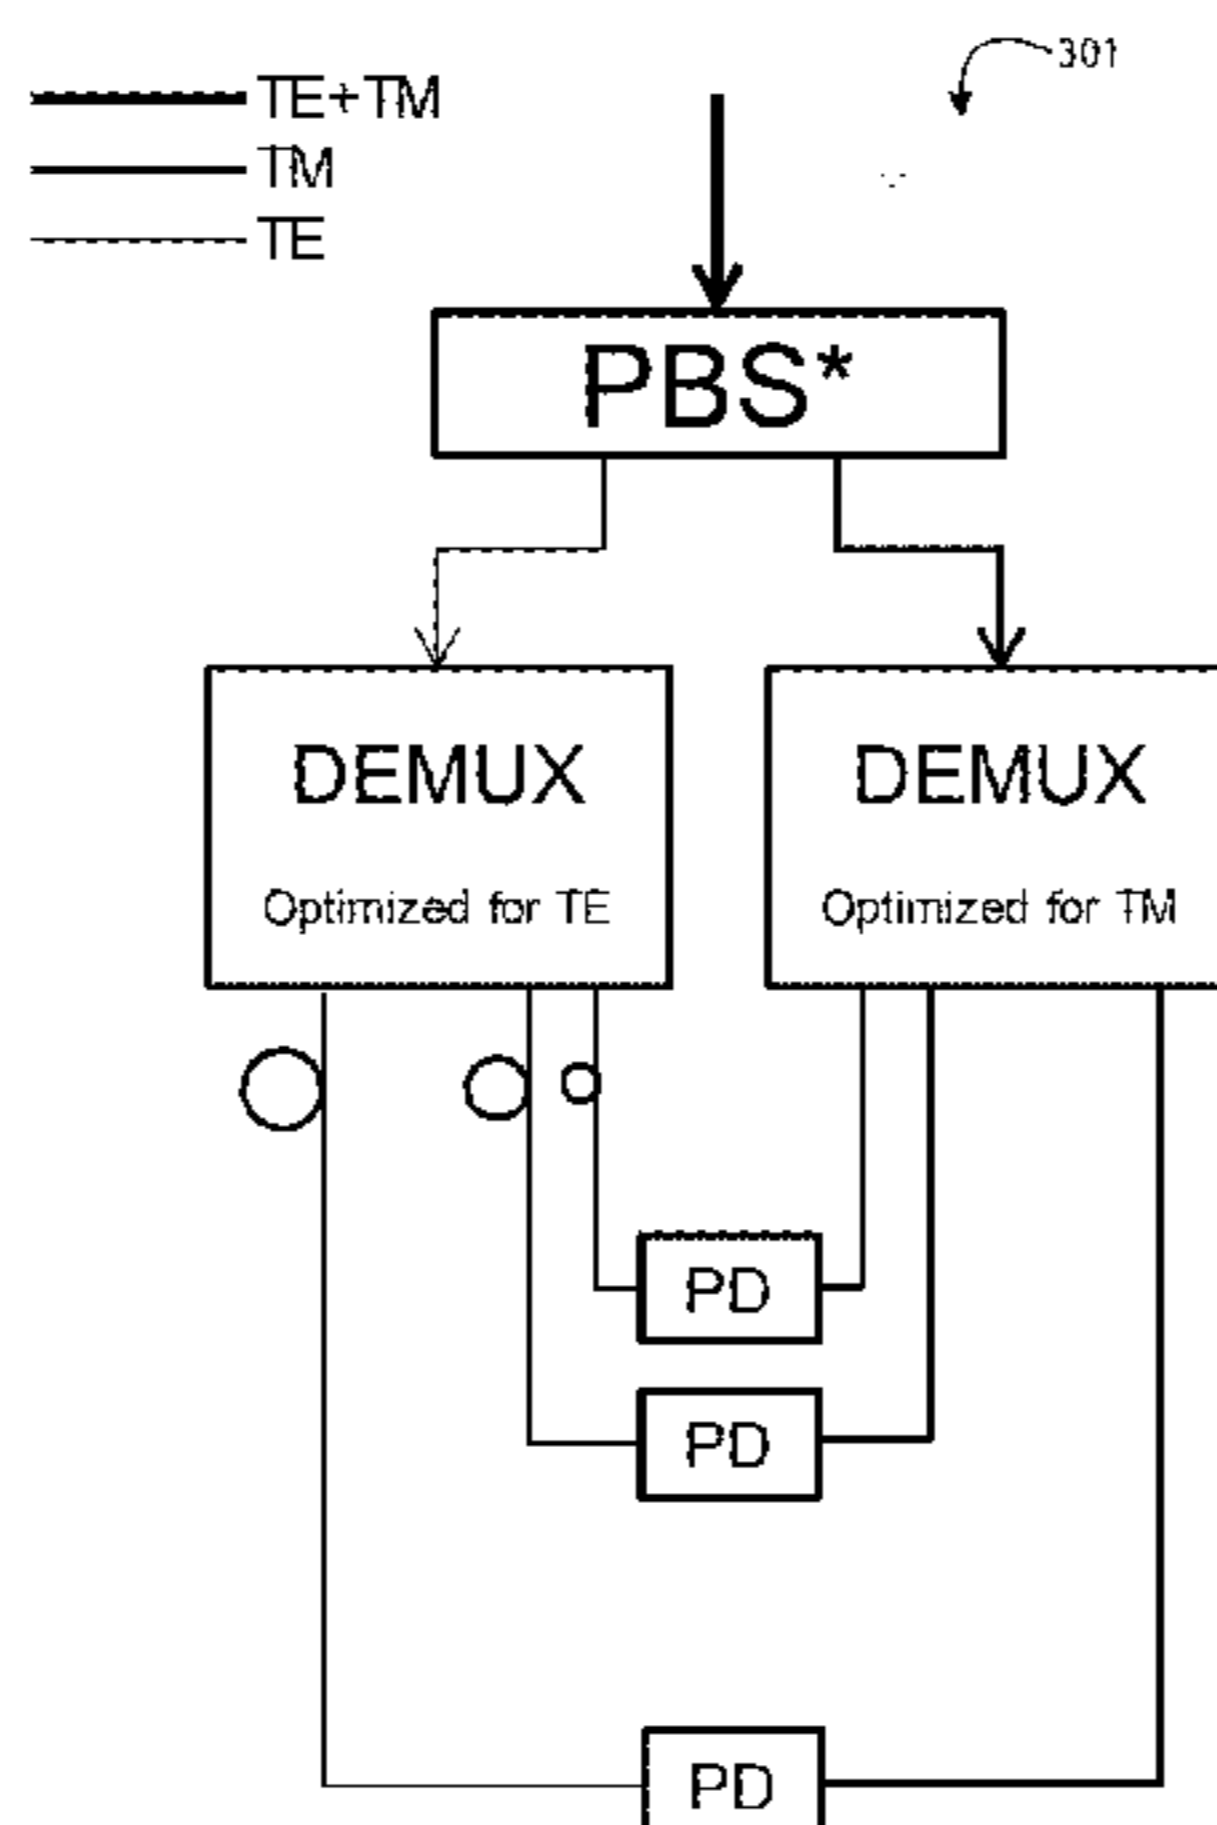 301
TE+TM
TM
TE
PBS*
DEMUX
Optimized for TE
DEMUX
Optimized for TM
PD
PD
PD